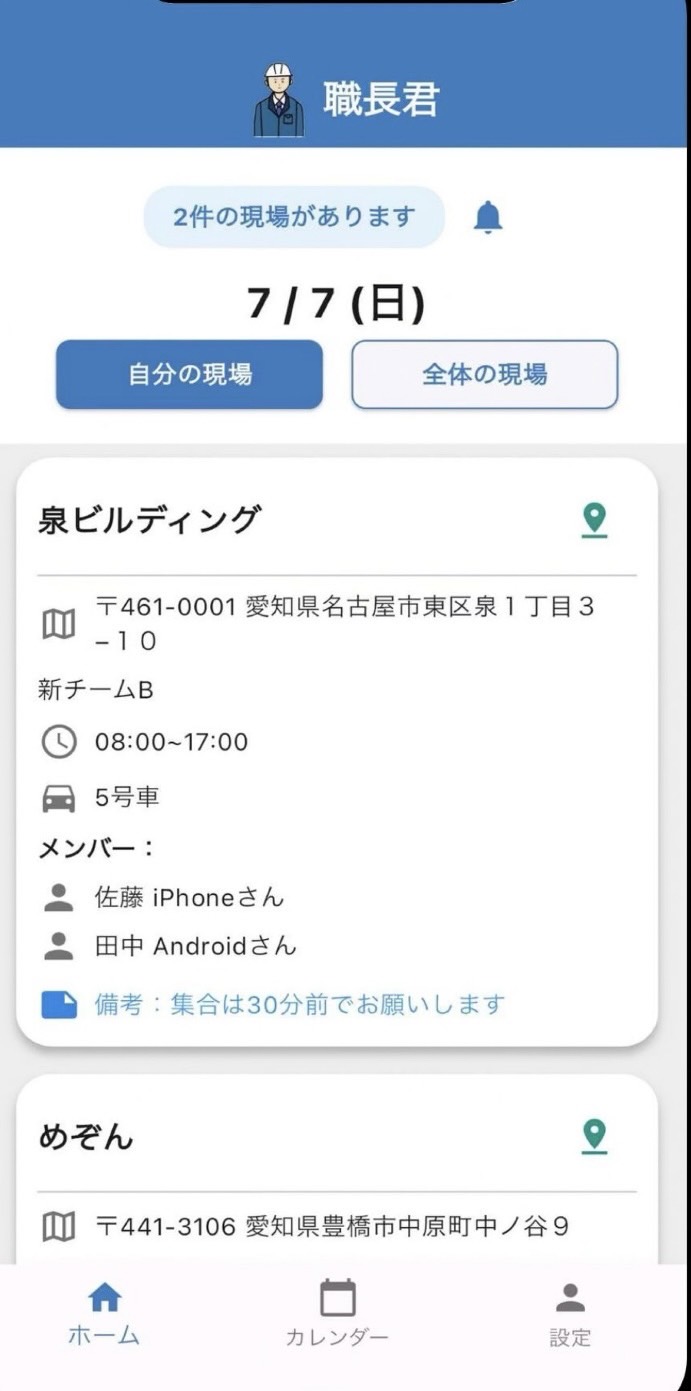 職長君
2件の現場があります
7 / 7 (日)
自分の現場
全体の現場
泉ビルディング
〒461-0001 愛知県名古屋市東区泉１丁目３
−１０
新チームB
08:00~17:00
5号車
メンバー：
佐藤 iPhoneさん
田中 Androidさん
備考：集合は30分前でお願いします
めぞん
〒441-3106 愛知県豊橋市中原町中ノ谷９
ホーム
カレンダー
設定